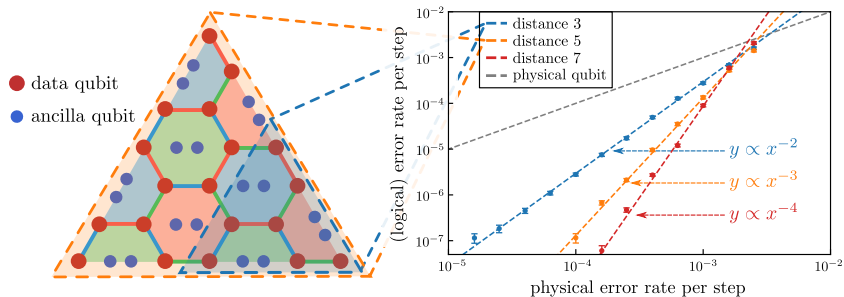 data qubit
ancilla qubit
(logical) error rate per step
10⁻²
10⁻³
10⁻⁴
10⁻⁵
10⁻⁶
10⁻⁷
distance 3
distance 5
distance 7
physical qubit
y ∝ x⁻²
y ∝ x⁻³
y ∝ x⁻⁴
10⁻⁵ 10⁻⁴ 10⁻³ 10⁻²
physical error rate per step